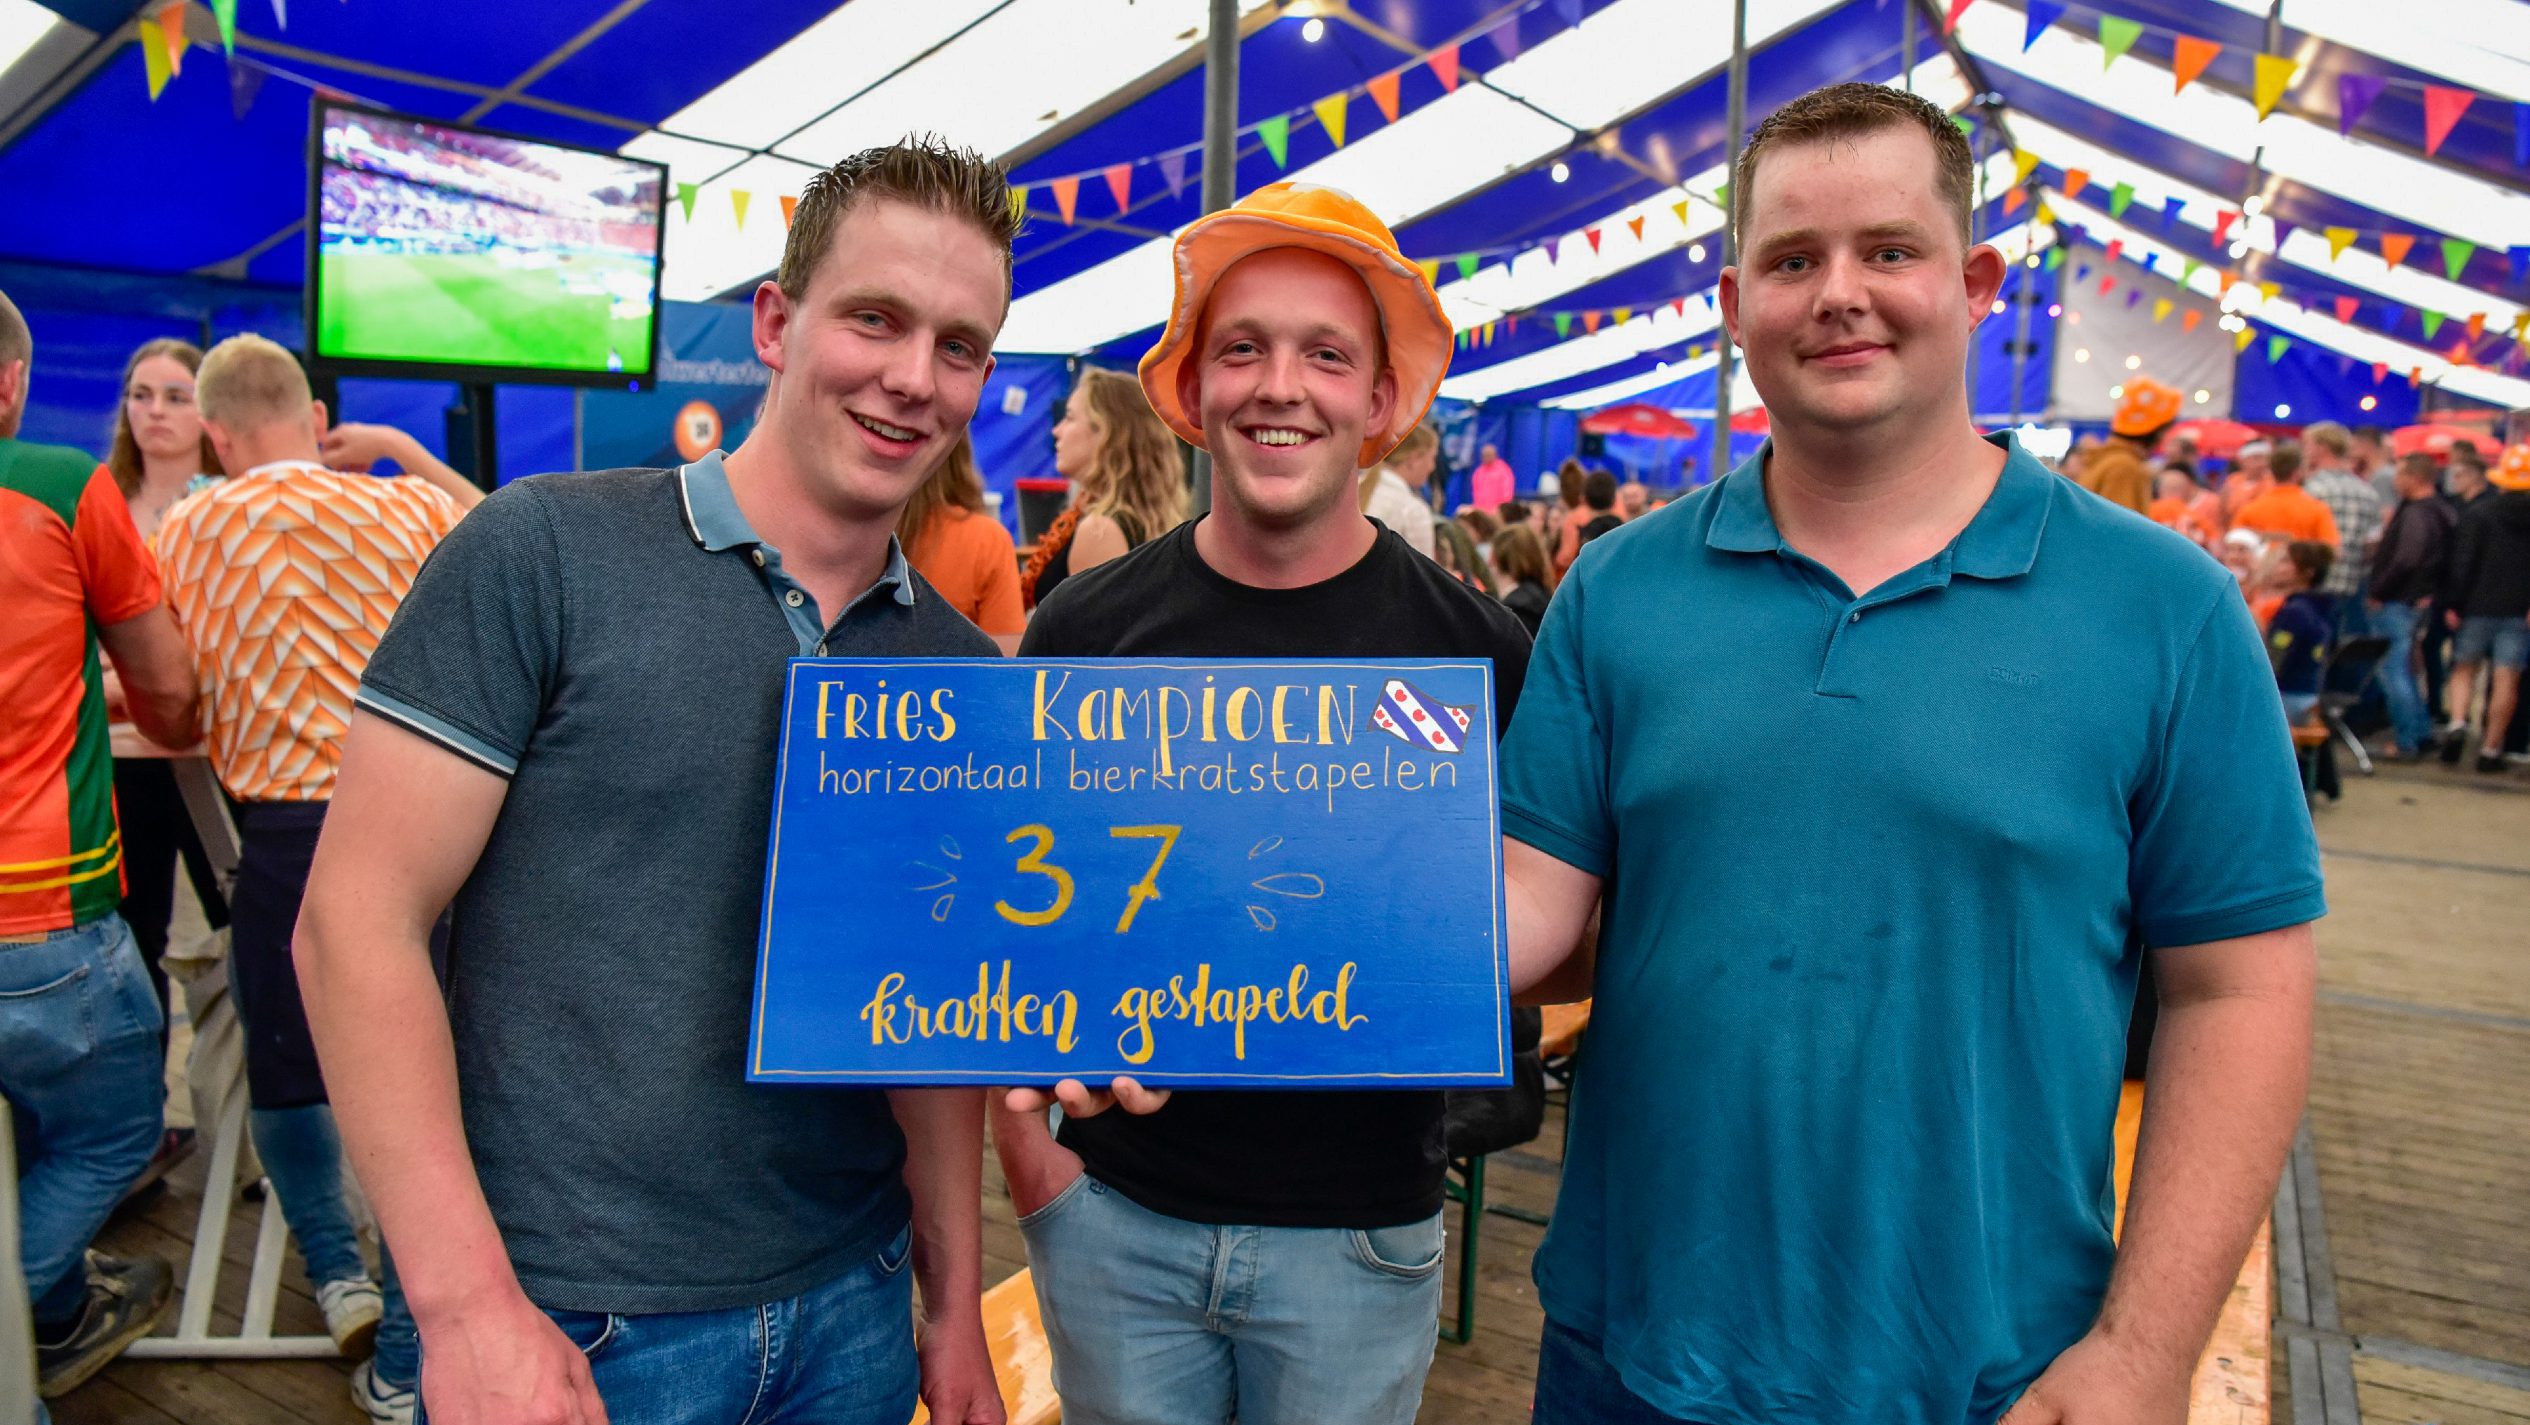 FRIES KAMPIOEN
horizontaal bierkratstapelen
37
kratten gestapeld